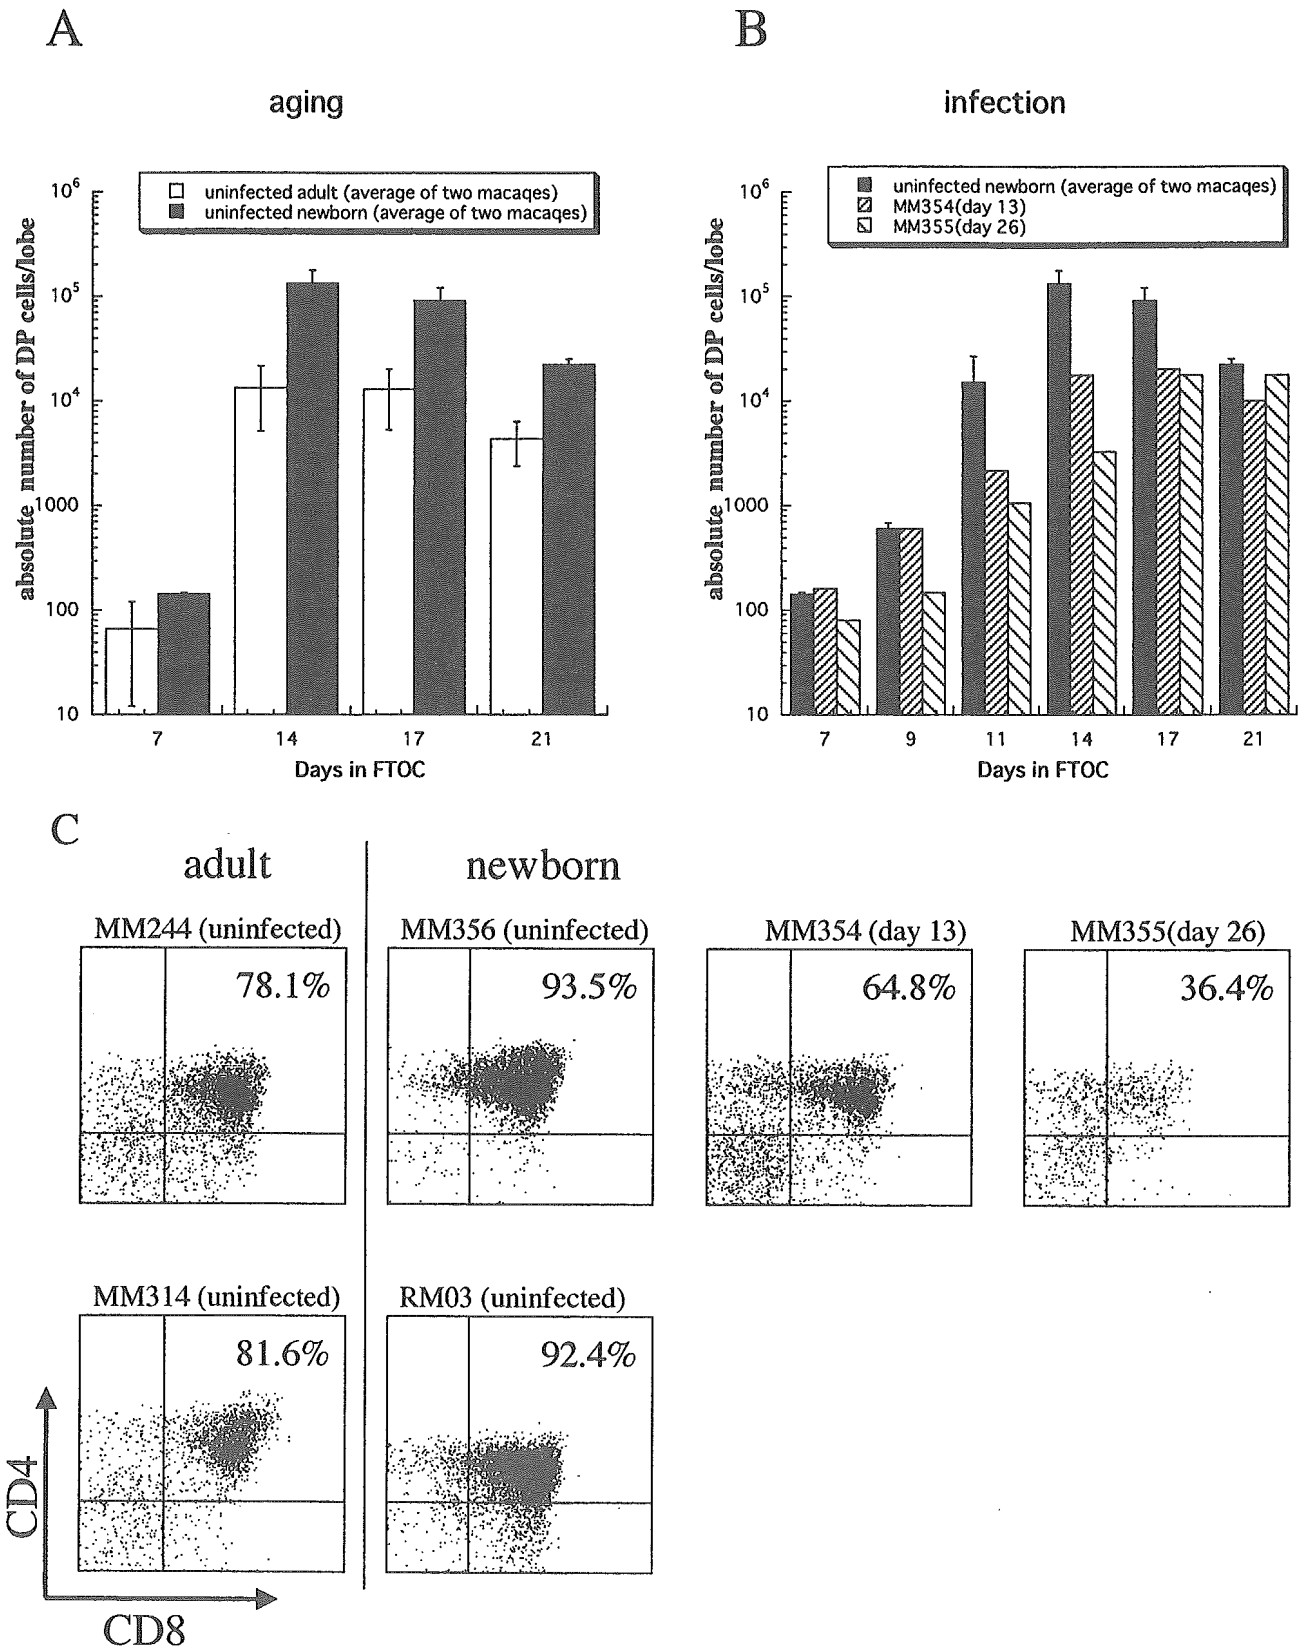 A
aging
uninfected adult (average of two macaqes)
uninfected newborn (average of two macaqes)
absolute number of DP cells/lobe
10^6
10^5
10^4
1000
100
10
7 14 17 21
Days in FTOC
B
infection
uninfected newborn (average of two macaqes)
MM354(day 13)
MM355(day 26)
absolute number of DP cells/lobe
10^6
10^5
10^4
1000
100
10
7 9 11 14 17 21
Days in FTOC
C
adult
newborn
MM244 (uninfected)
78.1%
MM356 (uninfected)
93.5%
MM354 (day 13)
64.8%
MM355(day 26)
36.4%
MM314 (uninfected)
81.6%
RM03 (uninfected)
92.4%
CD4
CD8